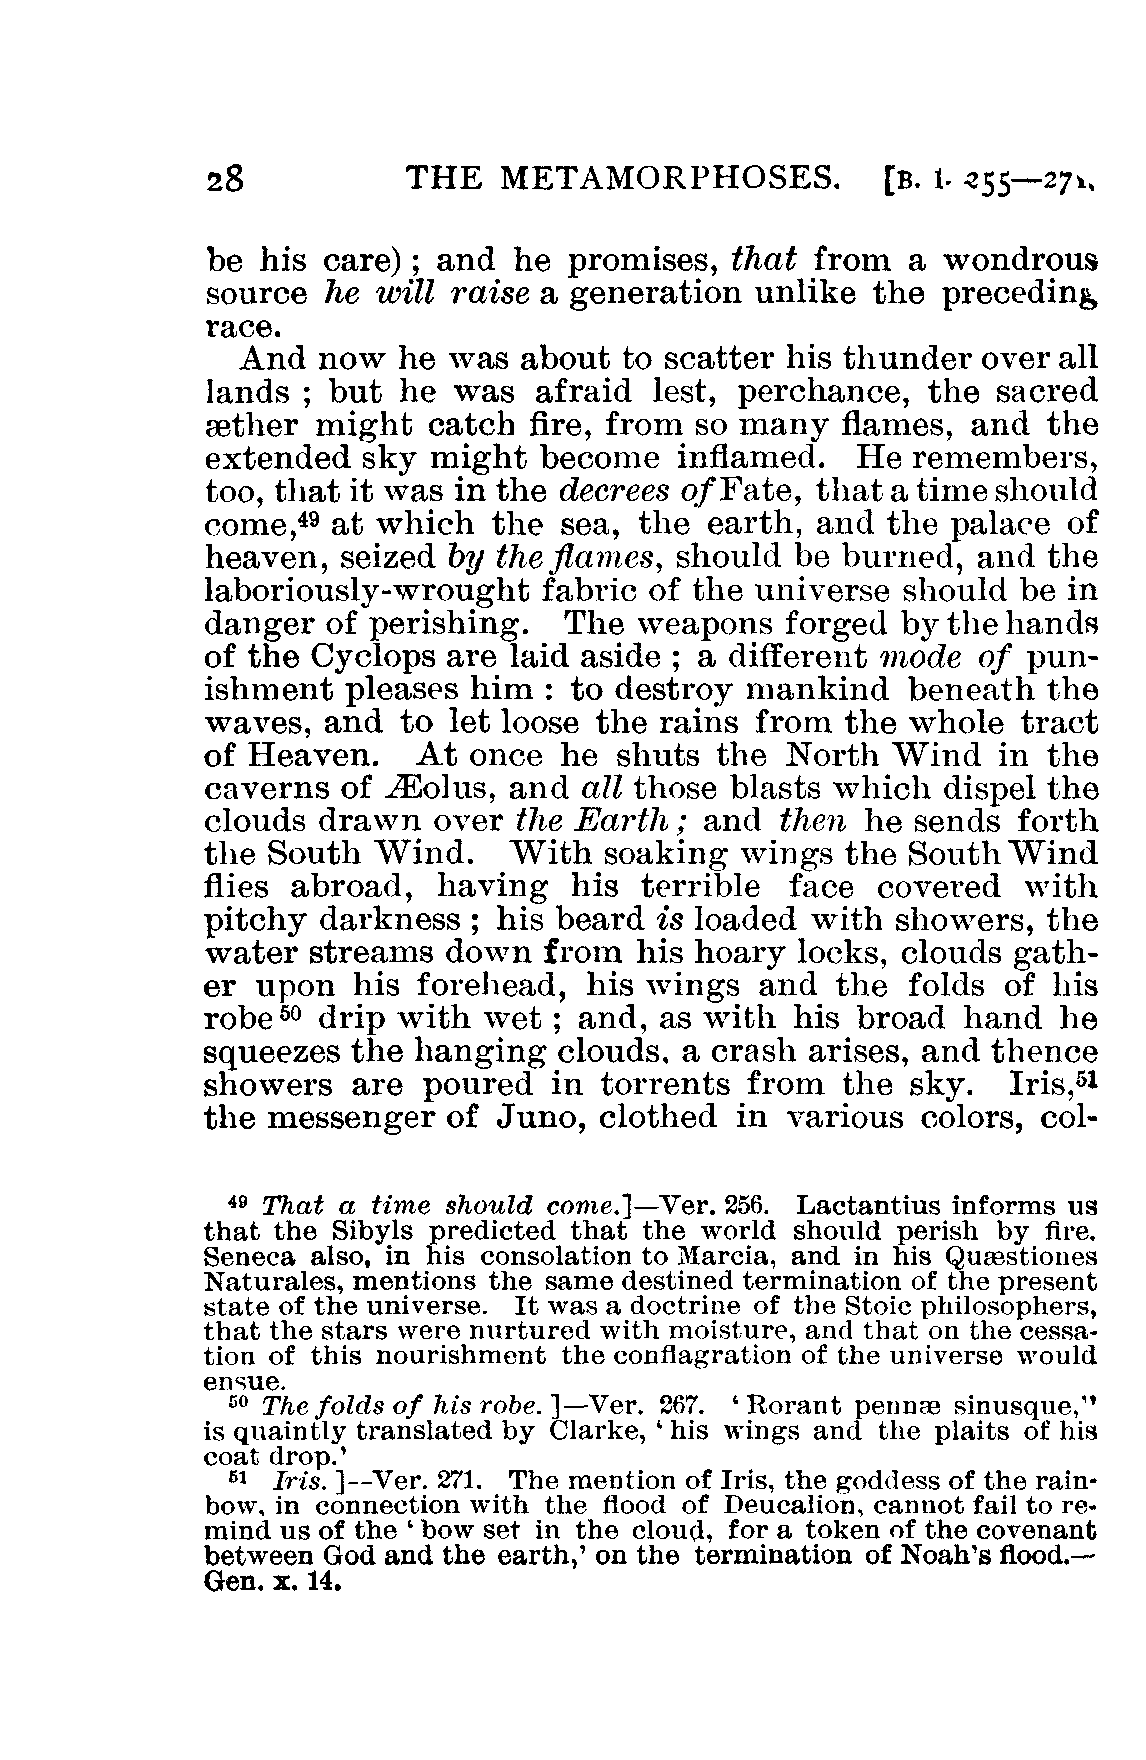 28 THE METAMORPHOSES. [B. I. 255—271.
be his care) ; and he promises, that from a wondrous
source he will raise a generation unlike the preceding
race.
And now he was about to scatter his thunder over all
lands ; but he was afraid lest, perchance, the sacred
æther might catch fire, from so many flames, and the
extended sky might become inflamed. He remembers,
too, that it was in the decrees of Fate, that a time should
come,⁴⁹ at which the sea, the earth, and the palace of
heaven, seized by the flames, should be burned, and the
laboriously-wrought fabric of the universe should be in
danger of perishing. The weapons forged by the hands
of the Cyclops are laid aside ; a different mode of pun-
ishment pleases him : to destroy mankind beneath the
waves, and to let loose the rains from the whole tract
of Heaven. At once he shuts the North Wind in the
caverns of Æolus, and all those blasts which dispel the
clouds drawn over the Earth ; and then he sends forth
the South Wind. With soaking wings the South Wind
flies abroad, having his terrible face covered with
pitchy darkness ; his beard is loaded with showers, the
water streams down from his hoary locks, clouds gath-
er upon his forehead, his wings and the folds of his
robe⁵⁰ drip with wet ; and, as with his broad hand he
squeezes the hanging clouds, a crash arises, and thence
showers are poured in torrents from the sky. Iris,⁵¹
the messenger of Juno, clothed in various colors, col-
⁴⁹ That a time should come.]—Ver. 256. Lactantius informs us
that the Sibyls predicted that the world should perish by fire.
Seneca also, in his consolation to Marcia, and in his Quæstiones
Naturales, mentions the same destined termination of the present
state of the universe. It was a doctrine of the Stoic philosophers,
that the stars were nurtured with moisture, and that on the cessa-
tion of this nourishment the conflagration of the universe would
ensue.
⁵⁰ The folds of his robe. ]—Ver. 267. ‘ Rorant pennæ sinusque,”
is quaintly translated by Clarke, ‘ his wings and the plaits of his
coat drop.’
⁵¹ Iris. ]--Ver. 271. The mention of Iris, the goddess of the rain-
bow, in connection with the flood of Deucalion, cannot fail to re-
mind us of the ‘ bow set in the cloud, for a token of the covenant
between God and the earth,’ on the termination of Noah’s flood.—
Gen. x. 14.